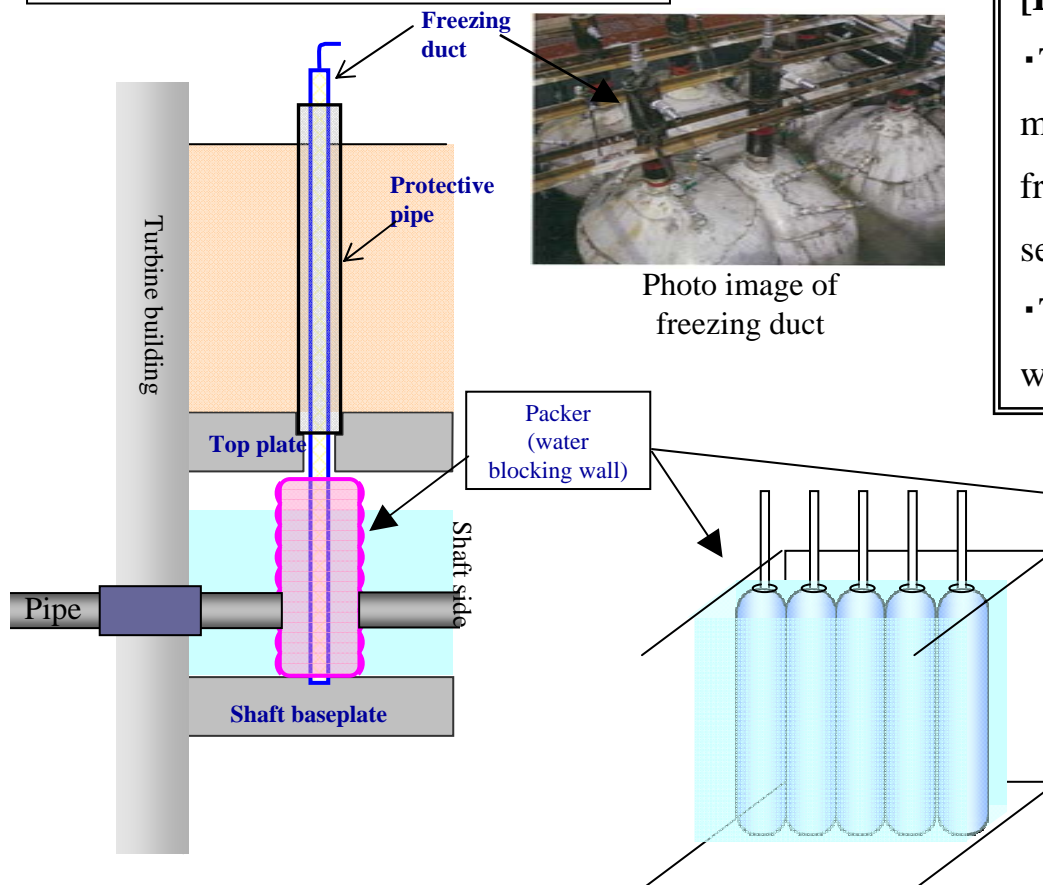 Freezing
duct
Protective
pipe
Turbine building
Top plate
Shaft side
Pipe
Shaft baseplate
Photo image of
freezing duct
Packer
(water
blocking wall)